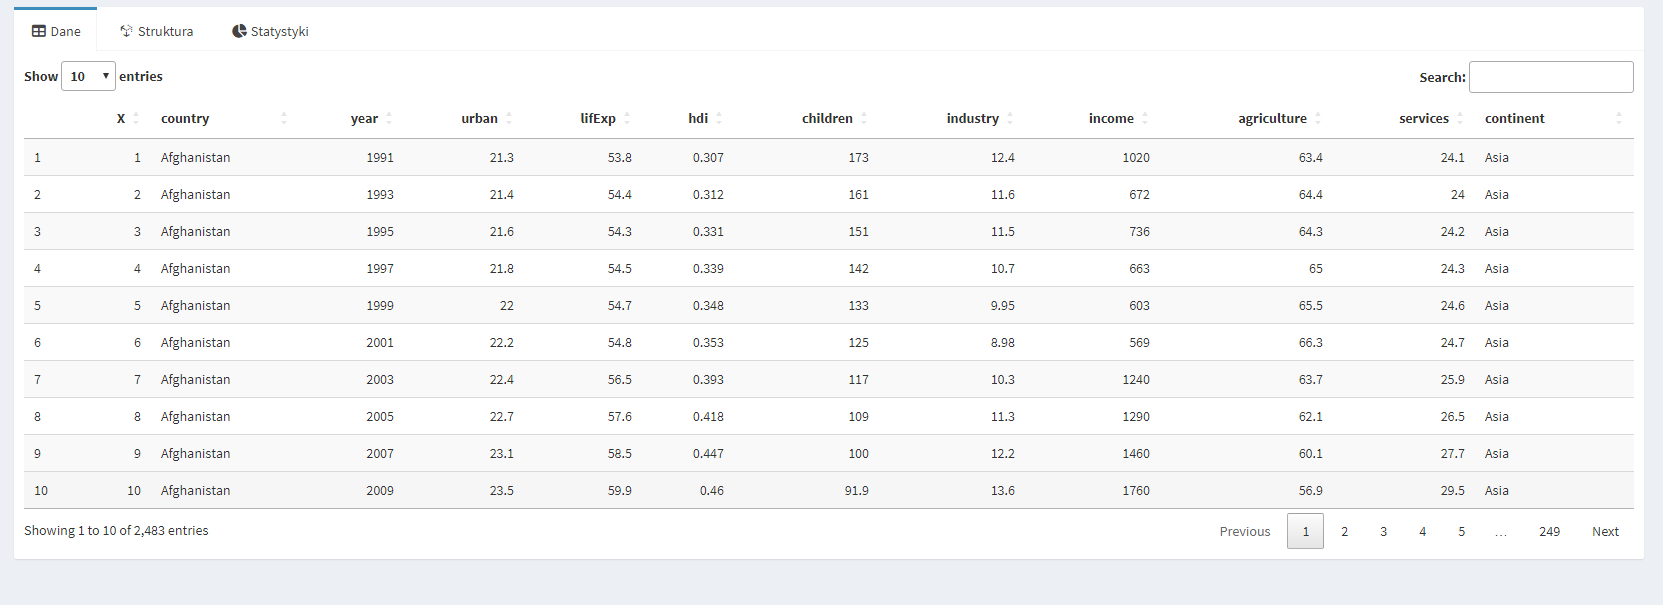 Dane Struktura Statystyki
Show 10 entries Search:
X country year urban lifExp hdi children industry income agriculture services continent
1 1 Afghanistan 1991 21.3 53.8 0.307 173 12.4 1020 63.4 24.1 Asia
2 2 Afghanistan 1993 21.4 54.4 0.312 161 11.6 672 64.4 24 Asia
3 3 Afghanistan 1995 21.6 54.3 0.331 151 11.5 736 64.3 24.2 Asia
4 4 Afghanistan 1997 21.8 54.5 0.339 142 10.7 663 65 24.3 Asia
5 5 Afghanistan 1999 22 54.7 0.348 133 9.95 603 65.5 24.6 Asia
6 6 Afghanistan 2001 22.2 54.8 0.353 125 8.98 569 66.3 24.7 Asia
7 7 Afghanistan 2003 22.4 56.5 0.393 117 10.3 1240 63.7 25.9 Asia
8 8 Afghanistan 2005 22.7 57.6 0.418 109 11.3 1290 62.1 26.5 Asia
9 9 Afghanistan 2007 23.1 58.5 0.447 100 12.2 1460 60.1 27.7 Asia
10 10 Afghanistan 2009 23.5 59.9 0.46 91.9 13.6 1760 56.9 29.5 Asia
Showing 1 to 10 of 2,483 entries Previous 1 2 3 4 5 … 249 Next